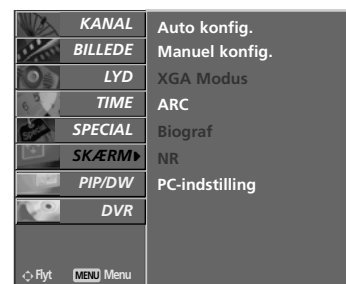 KANAL
BILLEDE
LYD
TIME
SPECIAL
SKÆRM
PIP/DW
DVR
Flyt MENU Menu
Auto konfig.
Manuel konfig.
XGA Modus
ARC
Biograf
NR
PC-indstilling